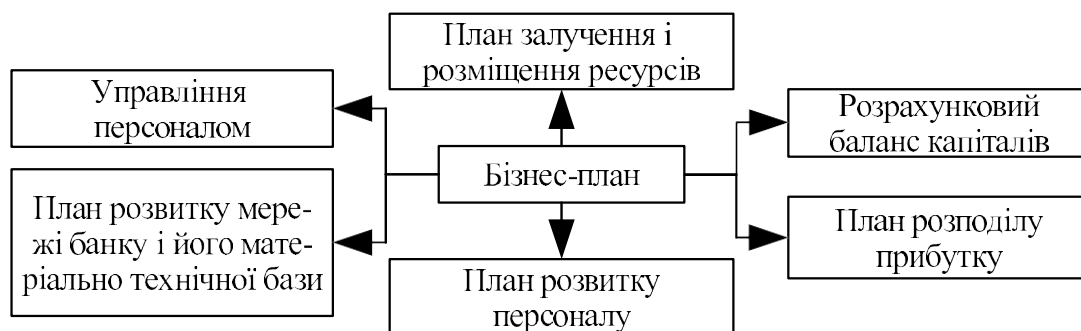 План залучення і
розміщення ресурсів
Управління
персоналом
Розрахунковий
баланс капіталів
Бізнес-план
План розвитку мере-
жі банку і його мате-
ріально технічної бази
План розподілу
прибутку
План розвитку
персоналу